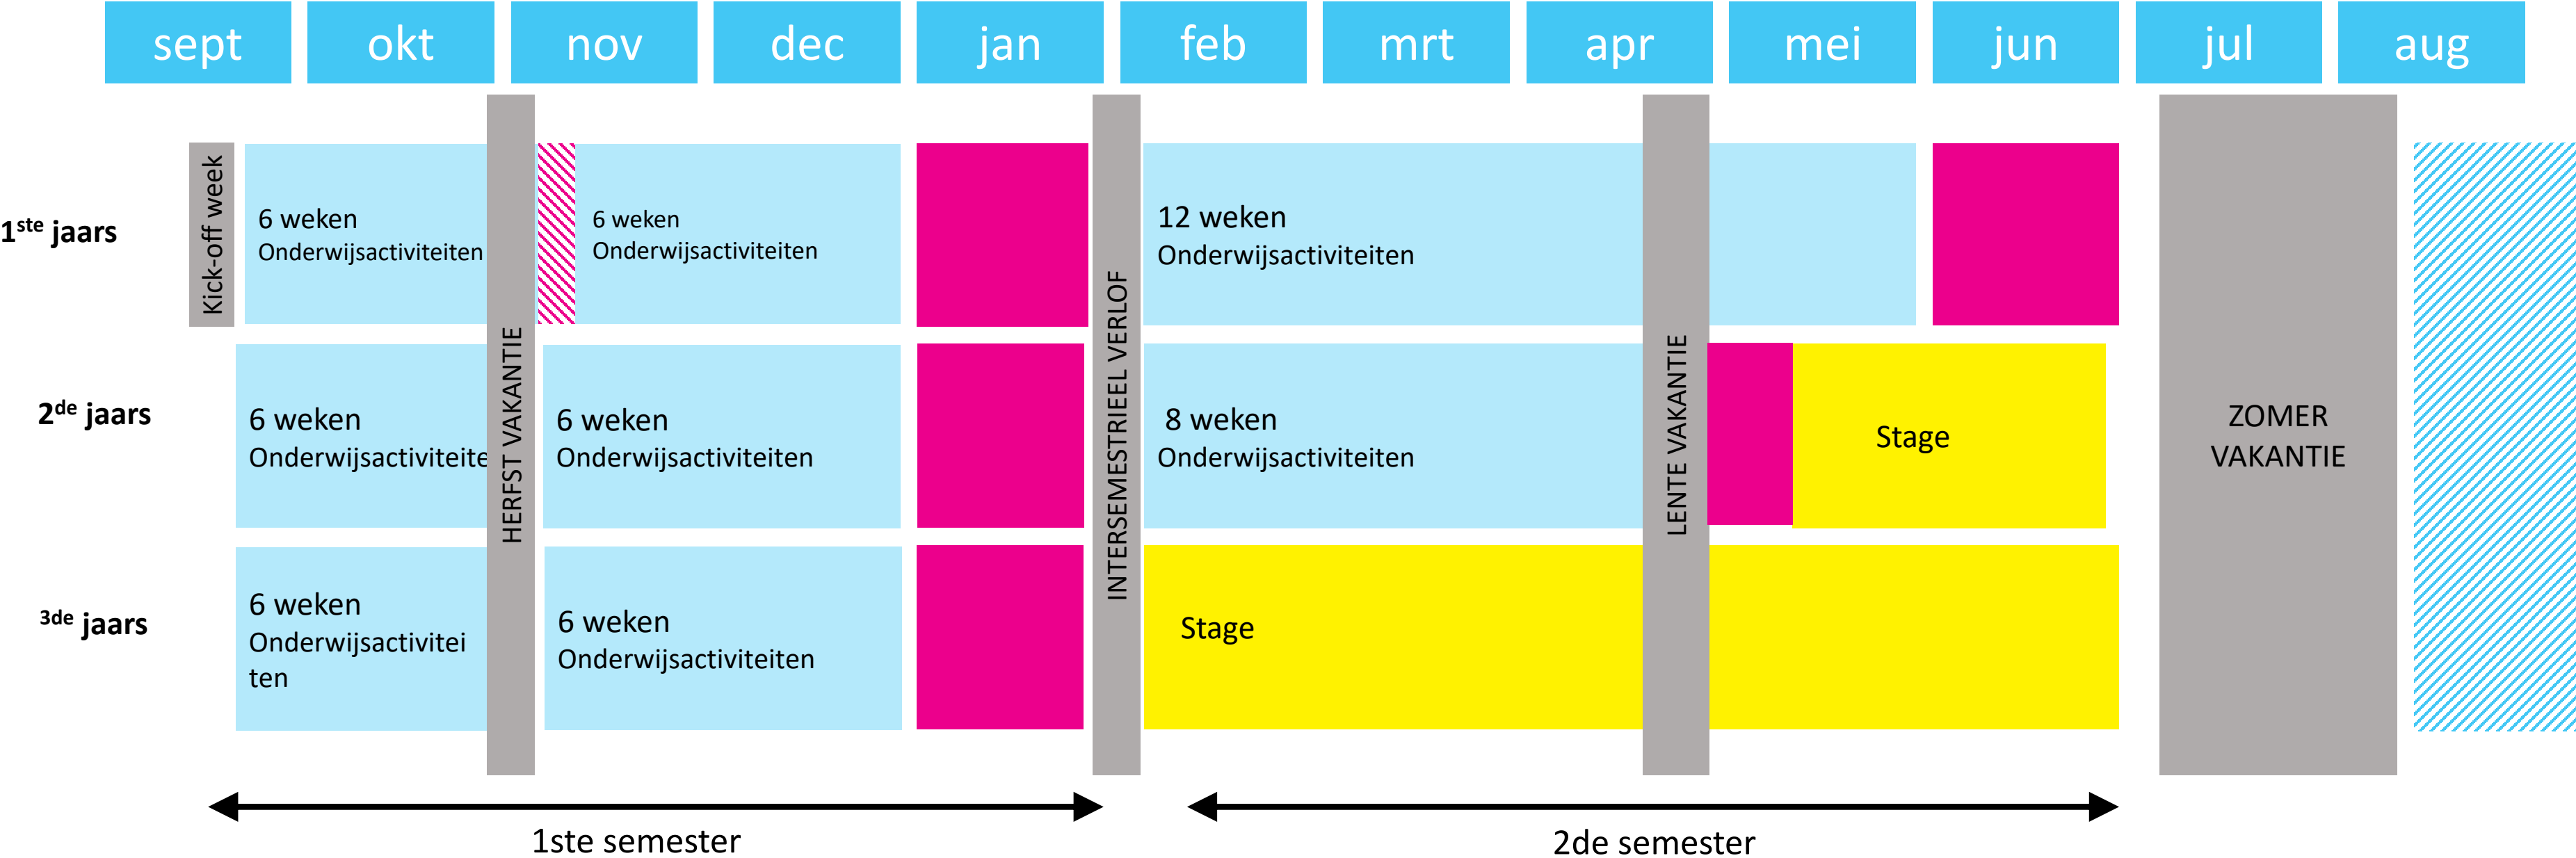 sept okt nov dec jan feb mrt apr mei jun jul aug
1ste jaars
Kick-off week
6 weken
Onderwijsactiviteiten
6 weken
Onderwijsactiviteiten
12 weken
Onderwijsactiviteiten
2de jaars
6 weken
Onderwijsactiviteite
HERFST VAKANTIE
6 weken
Onderwijsactiviteiten
INTERSEMESTRIEEL VERLOF
8 weken
Onderwijsactiviteiten
LENTE VAKANTIE
Stage
ZOMER
VAKANTIE
3de jaars
6 weken
Onderwijsactivitei
ten
6 weken
Onderwijsactiviteiten
Stage
1ste semester
2de semester